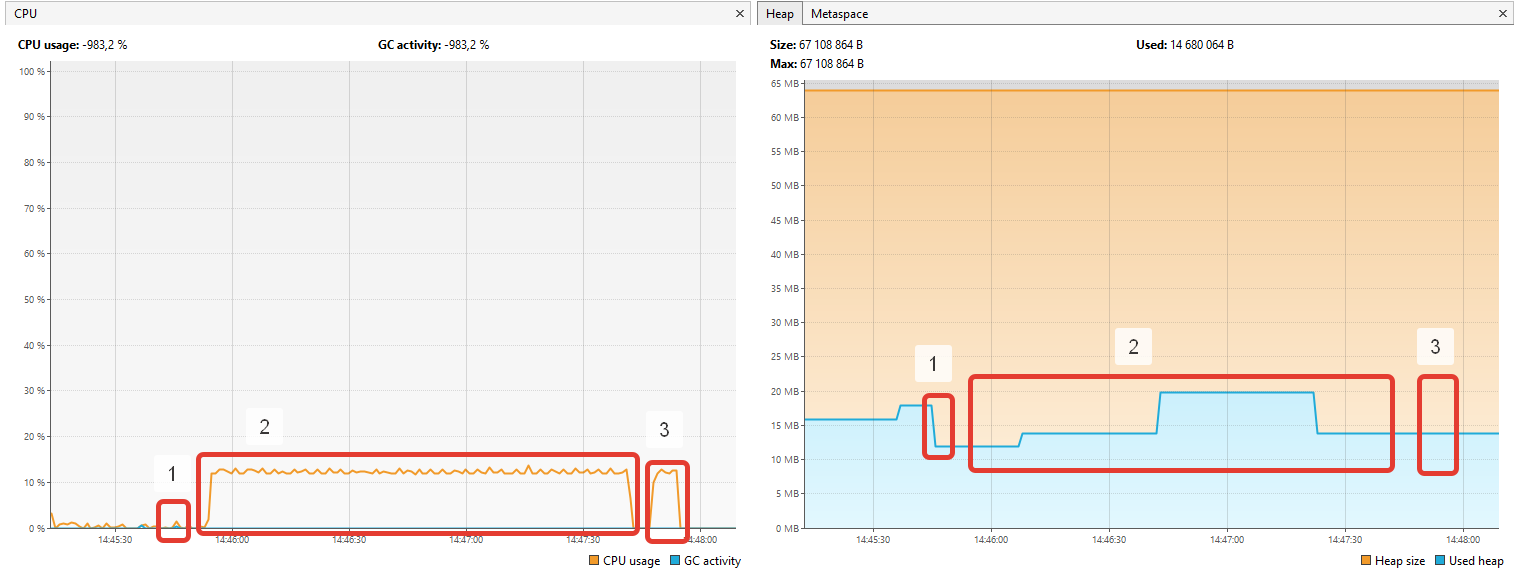 CPU
CPU usage: -983,2 %
GC activity: -983,2 %
100 %
90 %
80 %
70 %
60 %
50 %
40 %
30 %
20 %
10 %
0 %
1
2
3
14:45:30
14:46:00
14:46:30
14:47:00
14:47:30
14:48:00
CPU usage
GC activity
Heap
Metaspace
Size: 67 108 864 B
Used: 14 680 064 B
Max: 67 108 864 B
65 MB
60 MB
55 MB
50 MB
45 MB
40 MB
35 MB
30 MB
25 MB
20 MB
15 MB
10 MB
5 MB
0 MB
1
2
3
14:45:30
14:46:00
14:46:30
14:47:00
14:47:30
14:48:00
Heap size
Used heap